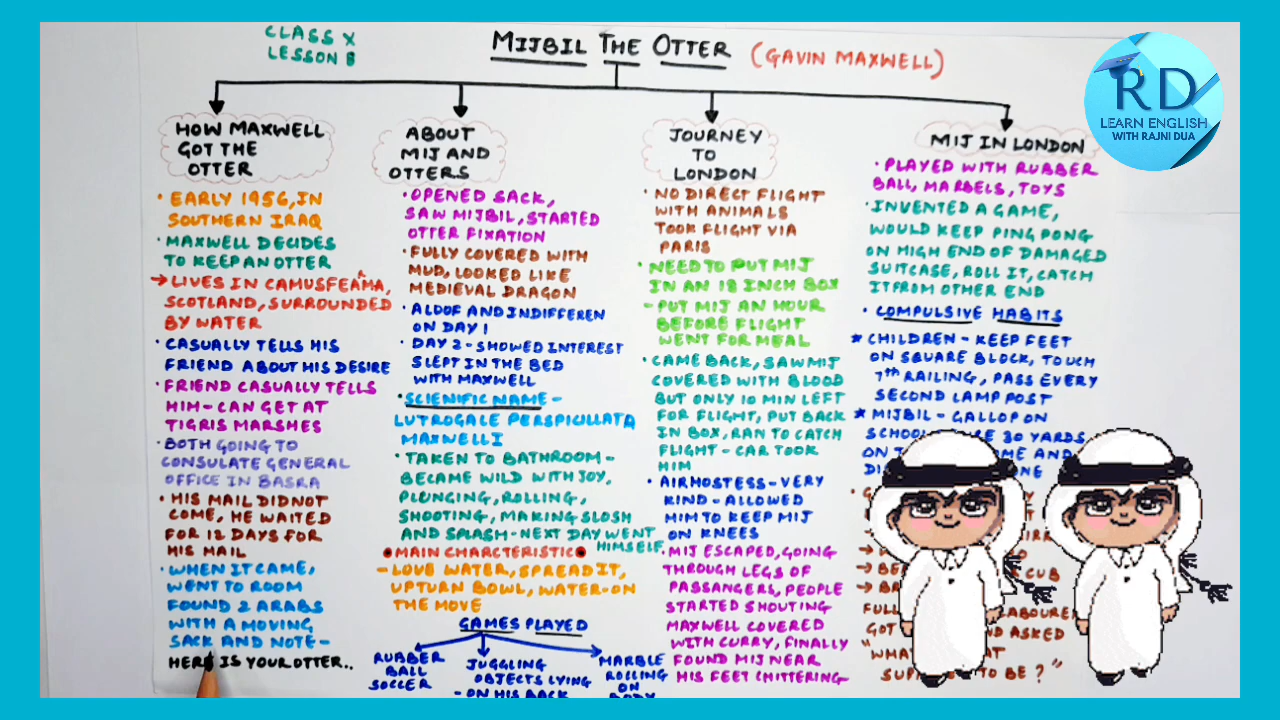 CLASS X
LESSON 8
MIJBIL THE OTTER (GAVIN MAXWELL)
RD
LEARN ENGLISH
WITH RAJNI DUA
HOW MAXWELL
GOT THE
OTTER
· EARLY 1956, IN
SOUTHERN IRAQ
· MAXWELL DECIDES
TO KEEP AN OTTER
→ LIVES IN CAMUSFEARNA,
SCOTLAND, SURROUNDED
BY WATER
· CASUALLY TELLS HIS
FRIEND ABOUT HIS DESIRE
· FRIEND CASUALLY TELLS
HIM - CAN GET AT
TIGRIS MARSHES
· BOTH GOING TO
CONSULATE GENERAL
OFFICE IN BASRA
· HIS MAIL DID NOT
COME, HE WAITED
FOR 12 DAYS FOR
HIS MAIL
· WHEN IT CAME,
WENT TO ROOM
FOUND 2 ARABS
WITH A MOVING
SACK AND NOTE -
HERE IS YOUR OTTER..
ABOUT
MIJ AND
OTTERS
· OPENED SACK,
SAW MIJBIL, STARTED
OTTER FIXATION
· FULLY COVERED WITH
MUD, LOOKED LIKE
MEDIEVAL DRAGON
· ALOOF AND INDIFFEREN
ON DAY 1
· DAY 2 - SHOWED INTEREST
SLEPT IN THE BED
WITH MAXWELL
· SCIENIFIC NAME -
LUTROGALE PERSPICILLATA
MAXWELLI
· TAKEN TO BATHROOM -
BECAME WILD WITH JOY,
PLUNGING, ROLLING,
SHOOTING, MAKING SLOSH
AND SPLASH - NEXT DAY WENT
HIMSELF
· MAIN CHARCTERISTIC ·
- LOVE WATER, SPREAD IT,
UPTURN BOWL, WATER - ON
THE MOVE
GAMES PLAYED
RUBBER
BALL
SOCCER
JUGGLING
OBJECTS LYING
- ON HIS BACK
MARBLE
ROLLING
ON
BODY
JOURNEY
TO
LONDON
· NO DIRECT FLIGHT
WITH ANIMALS
TOOK FLIGHT VIA
PARIS
· NEED TO PUT MIJ
IN AN 18 INCH BOX
- PUT MIJ AN HOUR
BEFORE FLIGHT
WENT FOR MEAL
· CAME BACK, SAW MIJ
COVERED WITH BLOOD
BUT ONLY 10 MIN LEFT
FOR FLIGHT, PUT BACK
IN BOX, RAN TO CATCH
FLIGHT - CAR TOOK
HIM
· AIRHOSTESS - VERY
KIND - ALLOWED
HIM TO KEEP MIJ
ON KNEES
· MIJ ESCAPED, GOING
THROUGH LEGS OF
PASSANGERS, PEOPLE
STARTED SHOUTING
MAXWELL COVERED
WITH CURRY, FINALLY
FOUND MIJ NEAR
HIS FEET CHITTERING
MIJ IN LONDON
· PLAYED WITH RUBBER
BALL, MARBELS, TOYS
· INVENTED A GAME,
WOULD KEEP PING PONG
ON HIGH END OF DAMAGED
SUITCASE, ROLL IT, CATCH
IT FROM OTHER END
· COMPULSIVE HABITS
* CHILDREN - KEEP FEET
ON SQUARE BLOCK, TOUCH
7th RAILING, PASS EVERY
SECOND LAMP POST
* MIJBIL - GALLOP ON
SCHOOL 30 YARDS
AND
CUB
ASKED
TO BE ? "